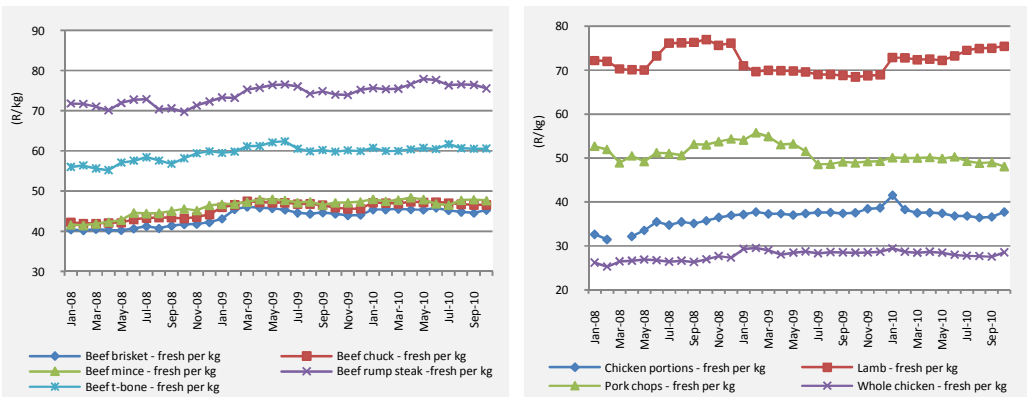 90
80
70
60
50
40
30
(R/kg)
Jan-08 Mar-08 May-08 Jul-08 Sep-08 Nov-08 Jan-09 Mar-09 May-09 Jul-09 Sep-09 Nov-09 Jan-10 Mar-10 May-10 Jul-10 Sep-10
Beef brisket - fresh per kg Beef chuck - fresh per kg
Beef mince - fresh per kg Beef rump steak -fresh per kg
Beef t-bone - fresh per kg
80
70
60
50
40
30
20
(R/kg)
Jan-08 Mar-08 May-08 Jul-08 Sep-08 Nov-08 Jan-09 Mar-09 May-09 Jul-09 Sep-09 Nov-09 Jan-10 Mar-10 May-10 Jul-10 Sep-10
Chicken portions - fresh per kg Lamb - fresh per kg
Pork chops - fresh per kg Whole chicken - fresh per kg